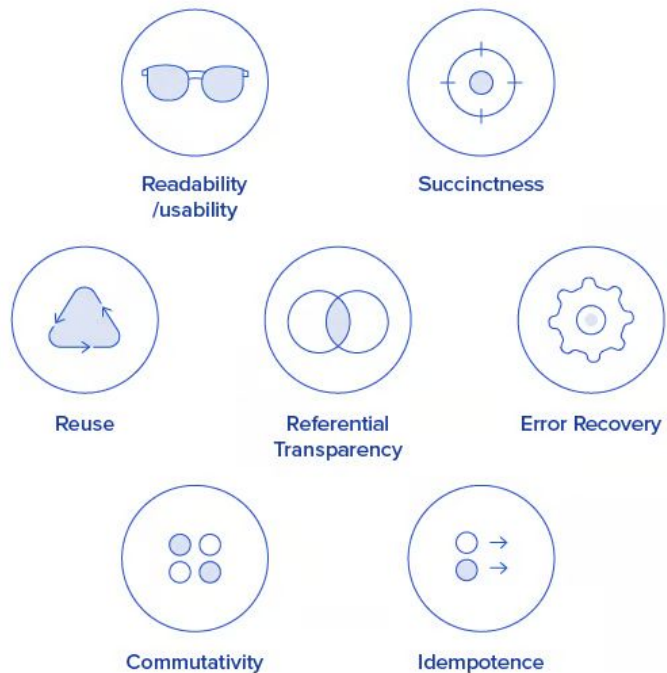 Readability
/usability
Succinctness
Reuse
Referential
Transparency
Error Recovery
Commutativity
Idempotence